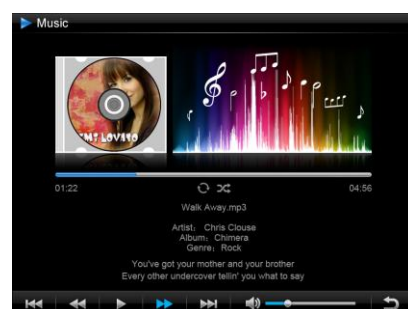 Music
EMI LOVATO
01:22
04:56
Walk Away.mp3
Artist: Chris Clouse
Album: Chimera
Genre: Rock
You've got your mother and your brother
Every other undercover tellin' you what to say